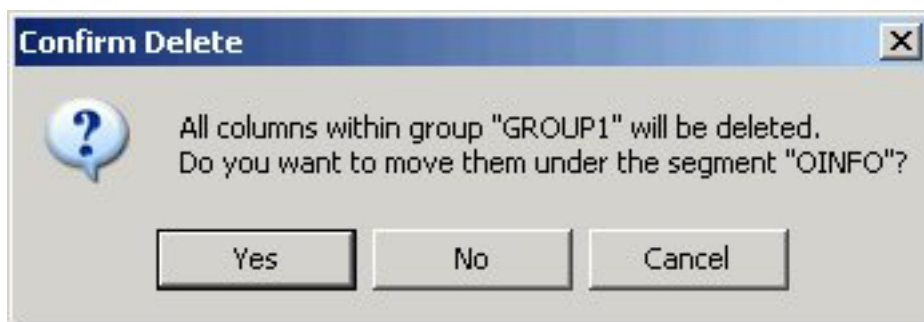 Confirm Delete
All columns within group "GROUP1" will be deleted.
Do you want to move them under the segment "OINFO"?
Yes No Cancel